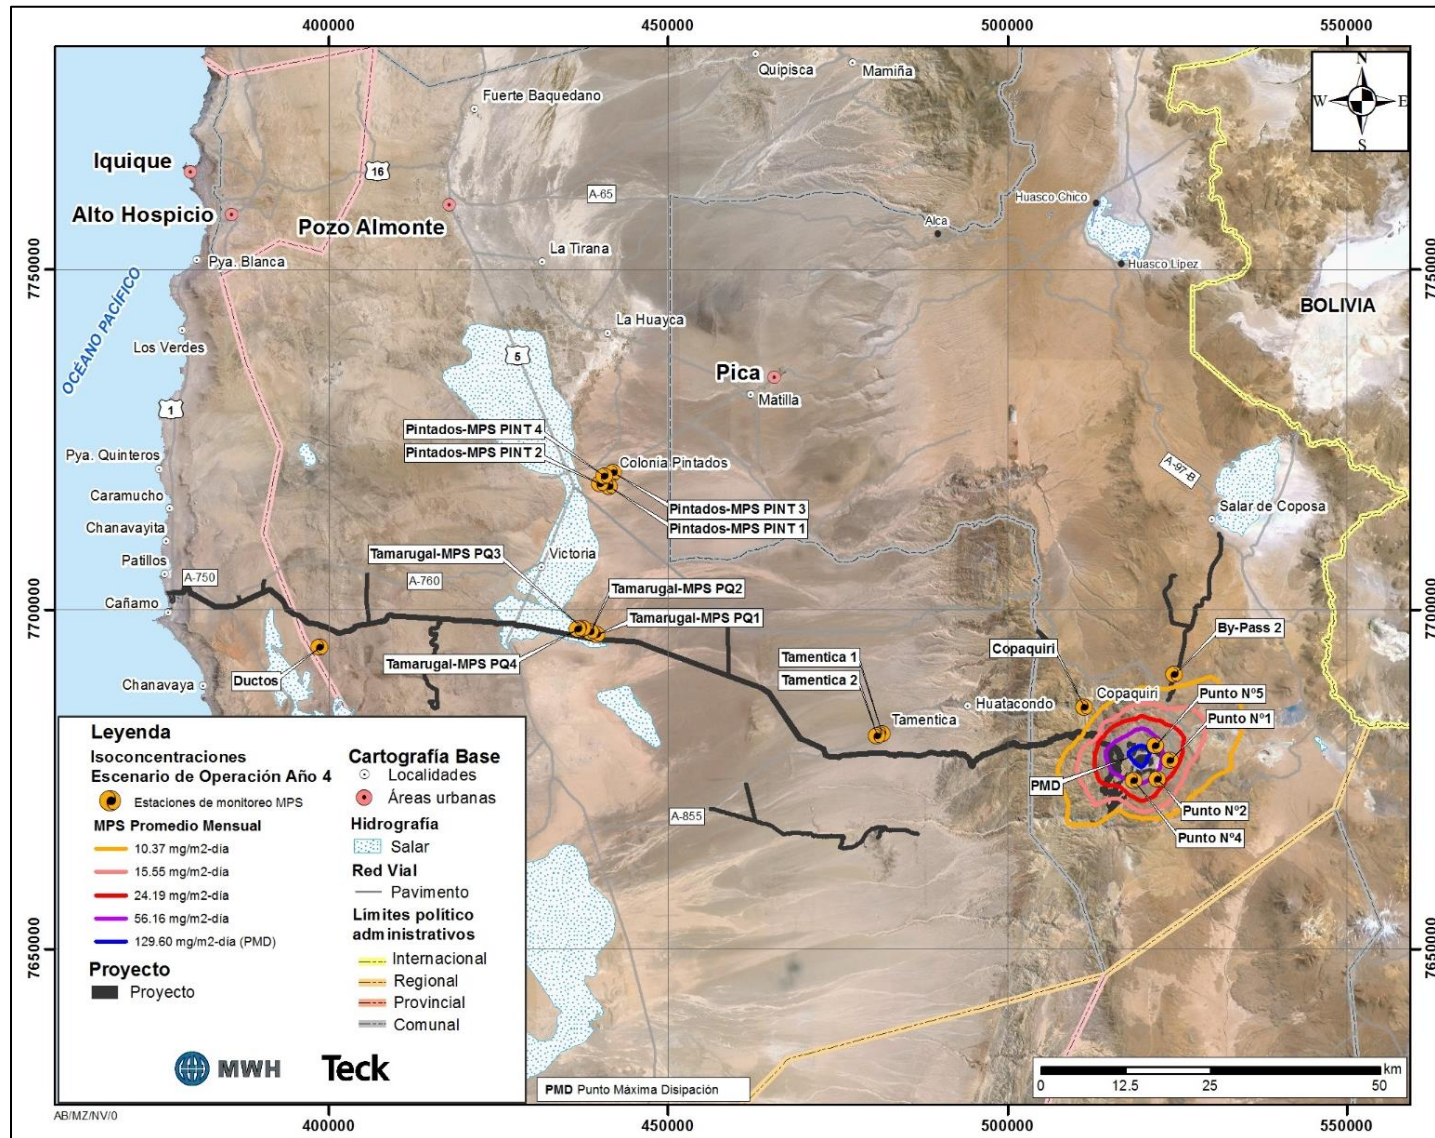 400000
450000
500000
550000
N
W
E
S
Quipisca
Mamiña
Fuerte Baquedano
Iquique
16
A-65
Huasco Chico
Alto Hospicio
Pozo Almonte
Alca
La Tirana
Pya. Blanca
Huasco Lipez
7750000
7750000
BOLIVIA
OCÉANO PACÍFICO
La Huayca
Los Verdes
5
Pica
Matilla
1
Pintados-MPS PINT 4
Pintados-MPS PINT 2
Colonia Pintados
Pya. Quinteros
A-97-B
Caramucho
Pintados-MPS PINT 3
Salar de Coposa
Chanavayita
Pintados-MPS PINT 1
Tamarugal-MPS PQ3
Victoria
Patillos
A-750
A-760
Tamarugal-MPS PQ2
Cañamo
7700000
7700000
Tamarugal-MPS PQ1
By-Pass 2
Copaquiri
Tamarugal-MPS PQ4
Tamentica 1
Ductos
Tamentica 2
Chanavaya
Copaquiri
Punto Nº5
Huatacondo
Tamentica
Punto Nº1
PMD
Punto Nº2
A-855
Punto Nº4
Leyenda
Isoconcentraciones
Escenario de Operación Año 4
Estaciones de monitoreo MPS
MPS Promedio Mensual
10.37 mg/m2-día
15.55 mg/m2-día
24.19 mg/m2-día
56.16 mg/m2-día
129.60 mg/m2-día (PMD)
Proyecto
Proyecto
Cartografía Base
Localidades
Áreas urbanas
Hidrografía
Salar
Red Vial
Pavimento
Limites político
administrativos
Internacional
Regional
Provincial
Comunal
MWH
Teck
7650000
7650000
PMD Punto Máxima Disipación
km
0
12.5
25
50
AB/MZ/NV/0
400000
450000
500000
550000